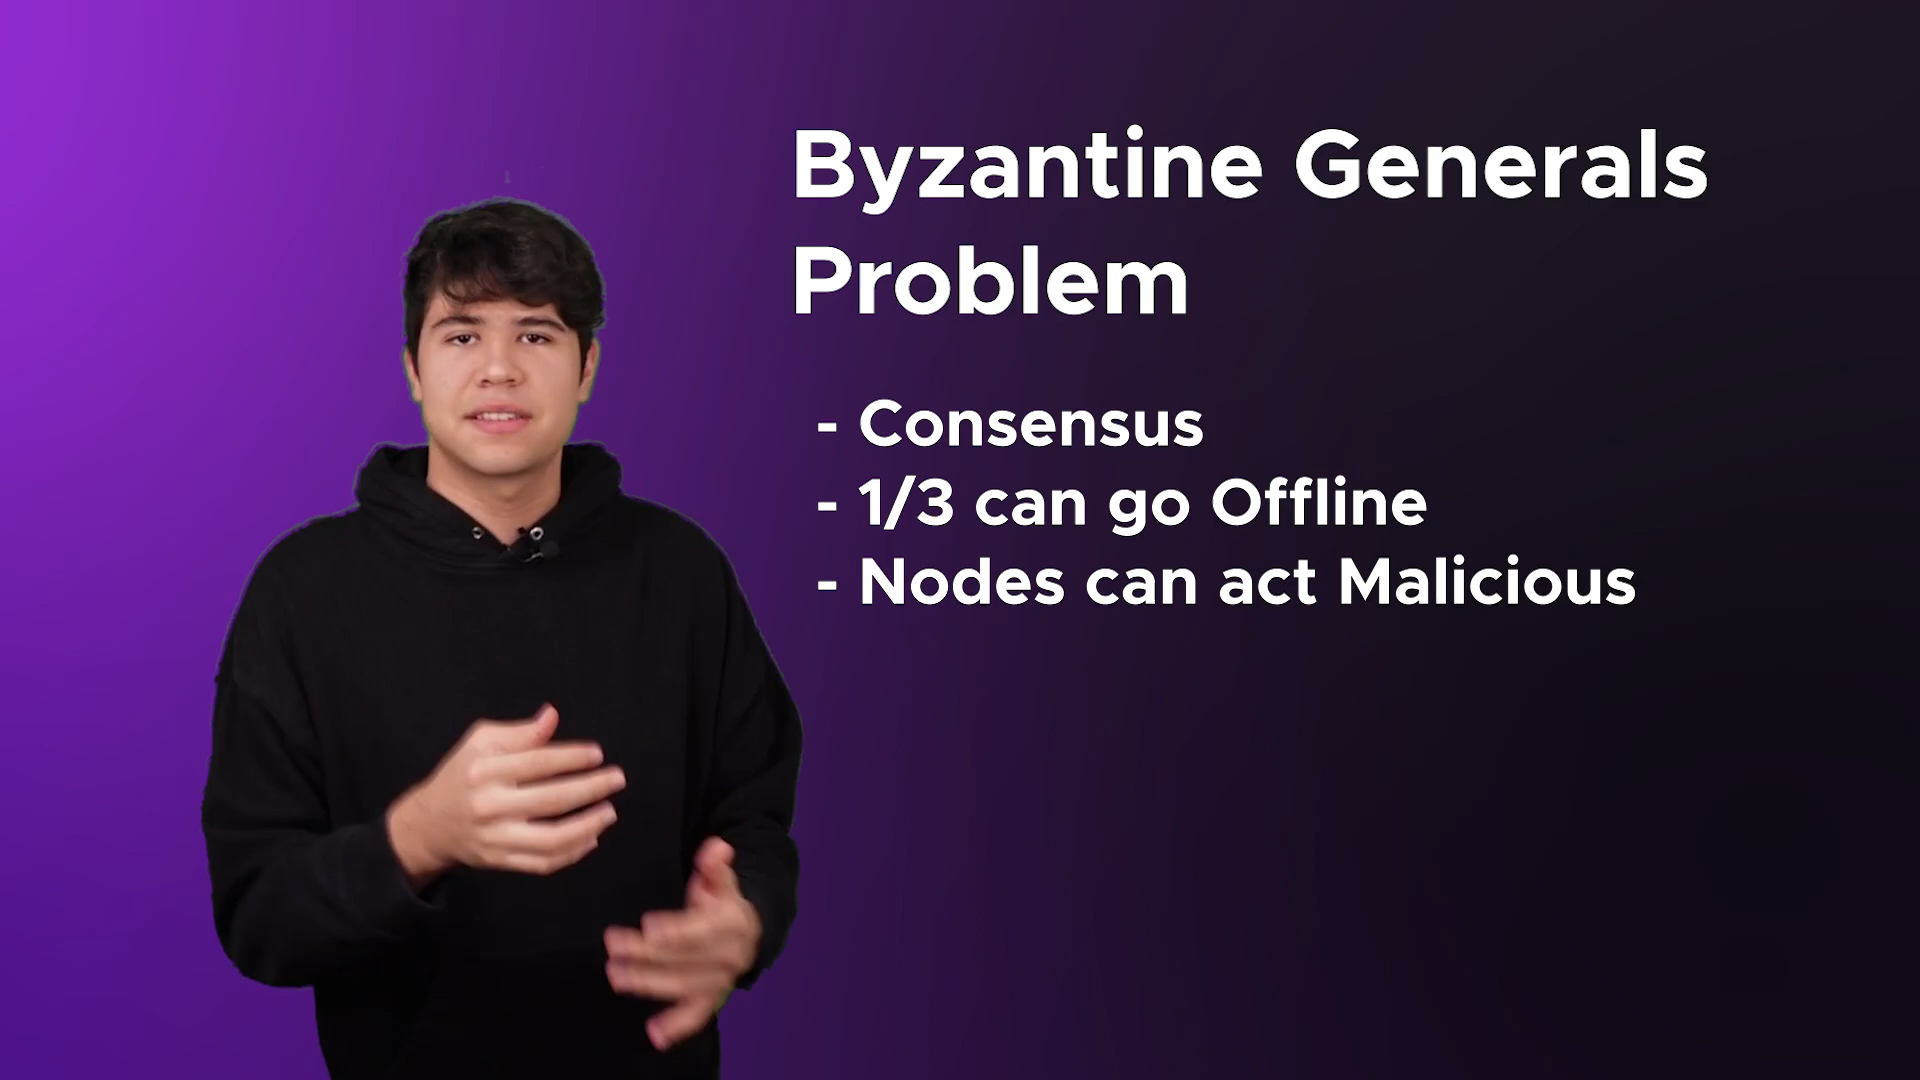 Byzantine Generals
Problem
- Consensus
- 1/3 can go Offline
- Nodes can act Malicious